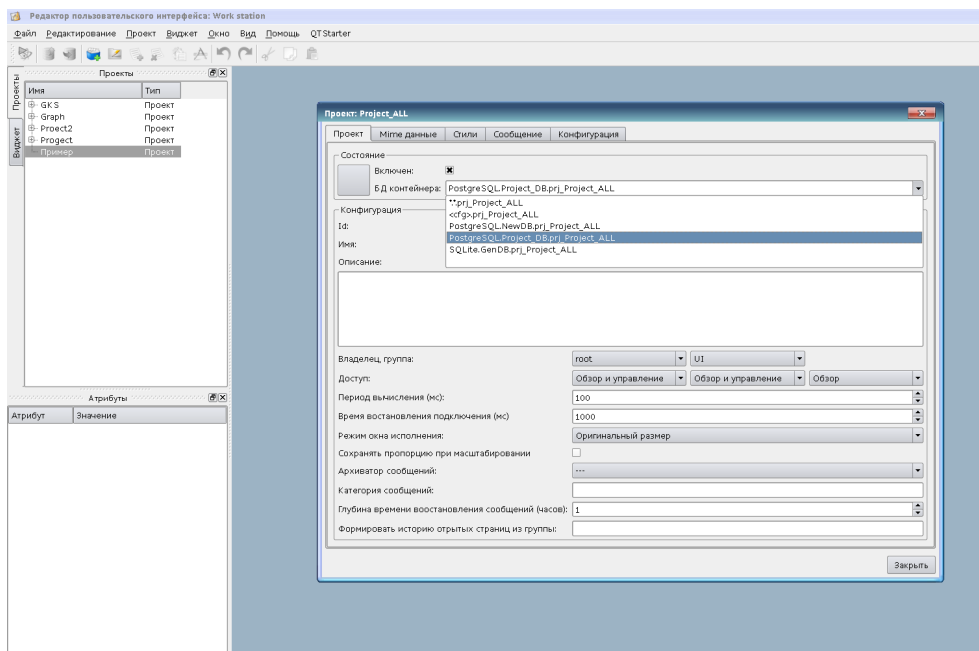 Редактор пользовательского интерфейса: Work station
Файл Редактирование Проект Виджет Окно Вид Помощь QTStarter
Проекты
Виджет
Проекты
Имя Тип
GKS Проект
Graph Проект
Proect2 Проект
Progect Проект
Пример Проект
Атрибуты
Атрибут Значение
Проект: Project_ALL
Проект Mime данные Стили Сообщение Конфигурация
Состояние
Включен:
БД контейнера: PostgreSQL.Project_DB.prj_Project_ALL
*.*.prj_Project_ALL
<cfg>.prj_Project_ALL
PostgreSQL.NewDB.prj_Project_ALL
PostgreSQL.Project_DB.prj_Project_ALL
SQLite.GenDB.prj_Project_ALL
Конфигурация
Id:
Имя:
Описание:
Владелец, группа: root UI
Доступ: Обзор и управление Обзор и управление Обзор
Период вычисления (мс): 100
Время востановления подключения (мс) 1000
Режим окна исполнения: Оригинальный размер
Сохранять пропорцию при масштабировании
Архиватор сообщений: ---
Категория сообщений:
Глубина времени воостановления сообщений (часов): 1
Формировать историю отрытых страниц из группы:
Закрыть